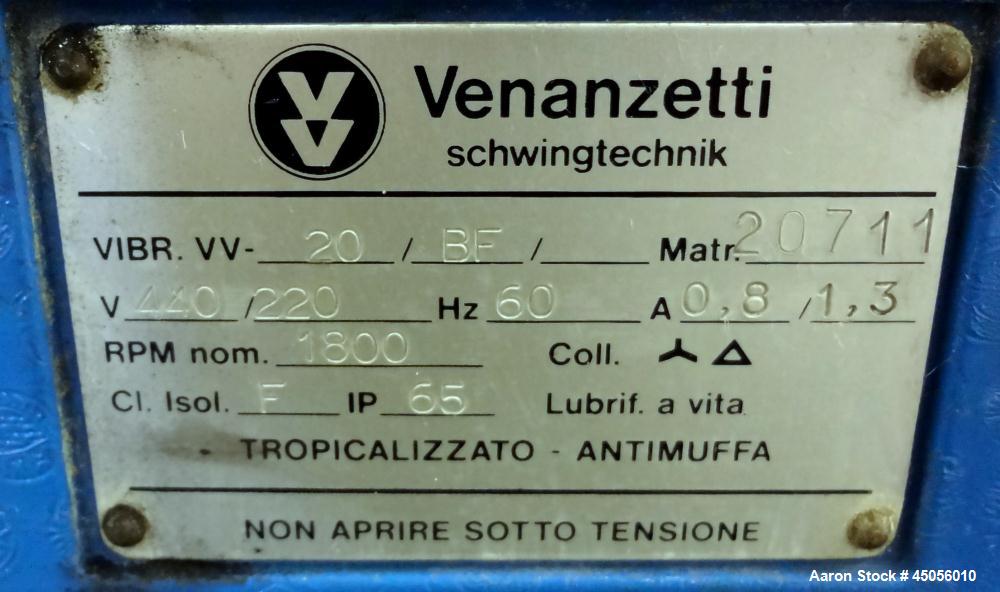 Venanzetti
schwingtechnik
VIBR. VV- 20 / BF / Matr. 20711
V 440 / 220 Hz 60 A 0,8 / 1,3
RPM nom. 1800 Coll.
Cl. Isol. F IP 65 Lubrif. a vita
TROPICALIZZATO - ANTIMUFFA
NON APRIRE SOTTO TENSIONE
Aaron Stock # 45056010